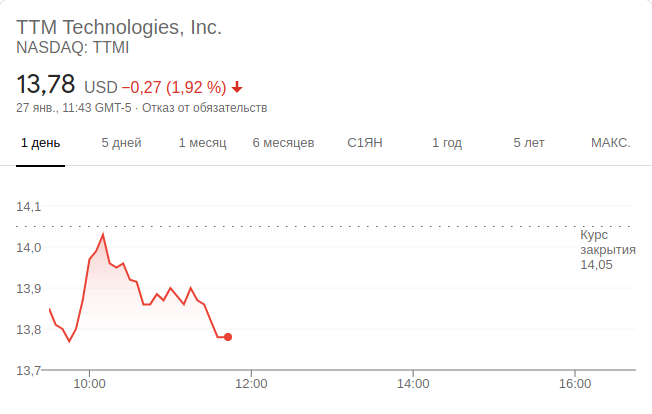 TTM Technologies, Inc.
NASDAQ: TTMI
13,78 USD −0,27 (1,92 %)
27 янв., 11:43 GMT-5 · Отказ от обязательств
1 день 5 дней 1 месяц 6 месяцев С1ЯН 1 год 5 лет МАКС.
14,1
Курс
закрытия
14,05
14,0
13,9
13,8
13,7
10:00 12:00 14:00 16:00